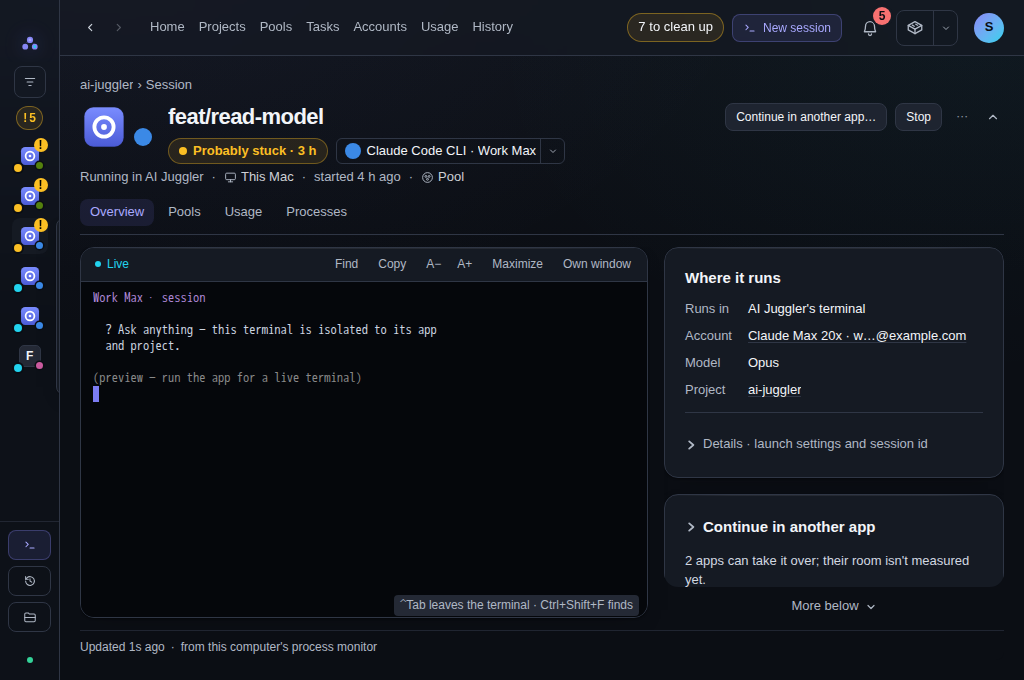 Home Projects Pools Tasks Accounts Usage History
7 to clean up
New session
5
S
! 5
!
!
!
F
ai-juggler › Session
feat/read-model
Continue in another app…
Stop
Probably stuck · 3 h
Claude Code CLI · Work Max
Running in AI Juggler · This Mac · started 4 h ago · Pool
Overview Pools Usage Processes
Live
Find Copy A− A+ Maximize Own window
Work Max · session
? Ask anything — this terminal is isolated to its app
and project.
(preview — run the app for a live terminal)
^Tab leaves the terminal · Ctrl+Shift+F finds
Where it runs
Runs in AI Juggler's terminal
Account Claude Max 20x · w…@example.com
Model Opus
Project ai-juggler
Details · launch settings and session id
Continue in another app
2 apps can take it over; their room isn't measured
yet.
More below
Updated 1s ago · from this computer's process monitor